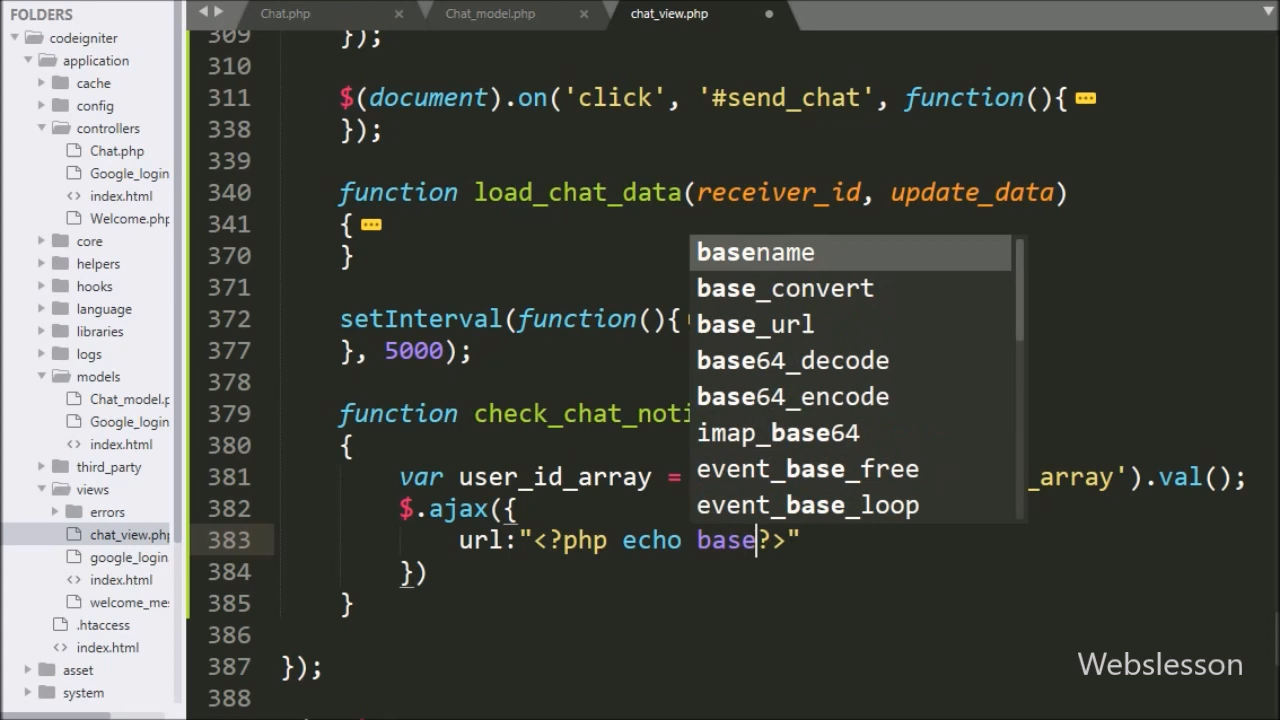 FOLDERS
codeigniter
application
cache
config
controllers
Chat.php
Google_login
index.html
Welcome.php
core
helpers
hooks
language
libraries
logs
models
Chat_model.p
Google_login
index.html
third_party
views
errors
chat_view.php
google_login
index.html
welcome_mes
.htaccess
index.html
asset
system
Chat.php × Chat_model.php × chat_view.php
309 });
310
311 $(document).on('click', '#send_chat', function(){
338 });
339
340 function load_chat_data(receiver_id, update_data)
341 {
370 }
371
372 setInterval(function(){
377 }, 5000);
378
379 function check_chat_noti
380 {
381 var user_id_array = _array').val();
382 $.ajax({
383 url:"<?php echo base?>"
384 })
385 }
386
387 });
388
basename
base_convert
base_url
base64_decode
base64_encode
imap_base64
event_base_free
event_base_loop
Webslesson